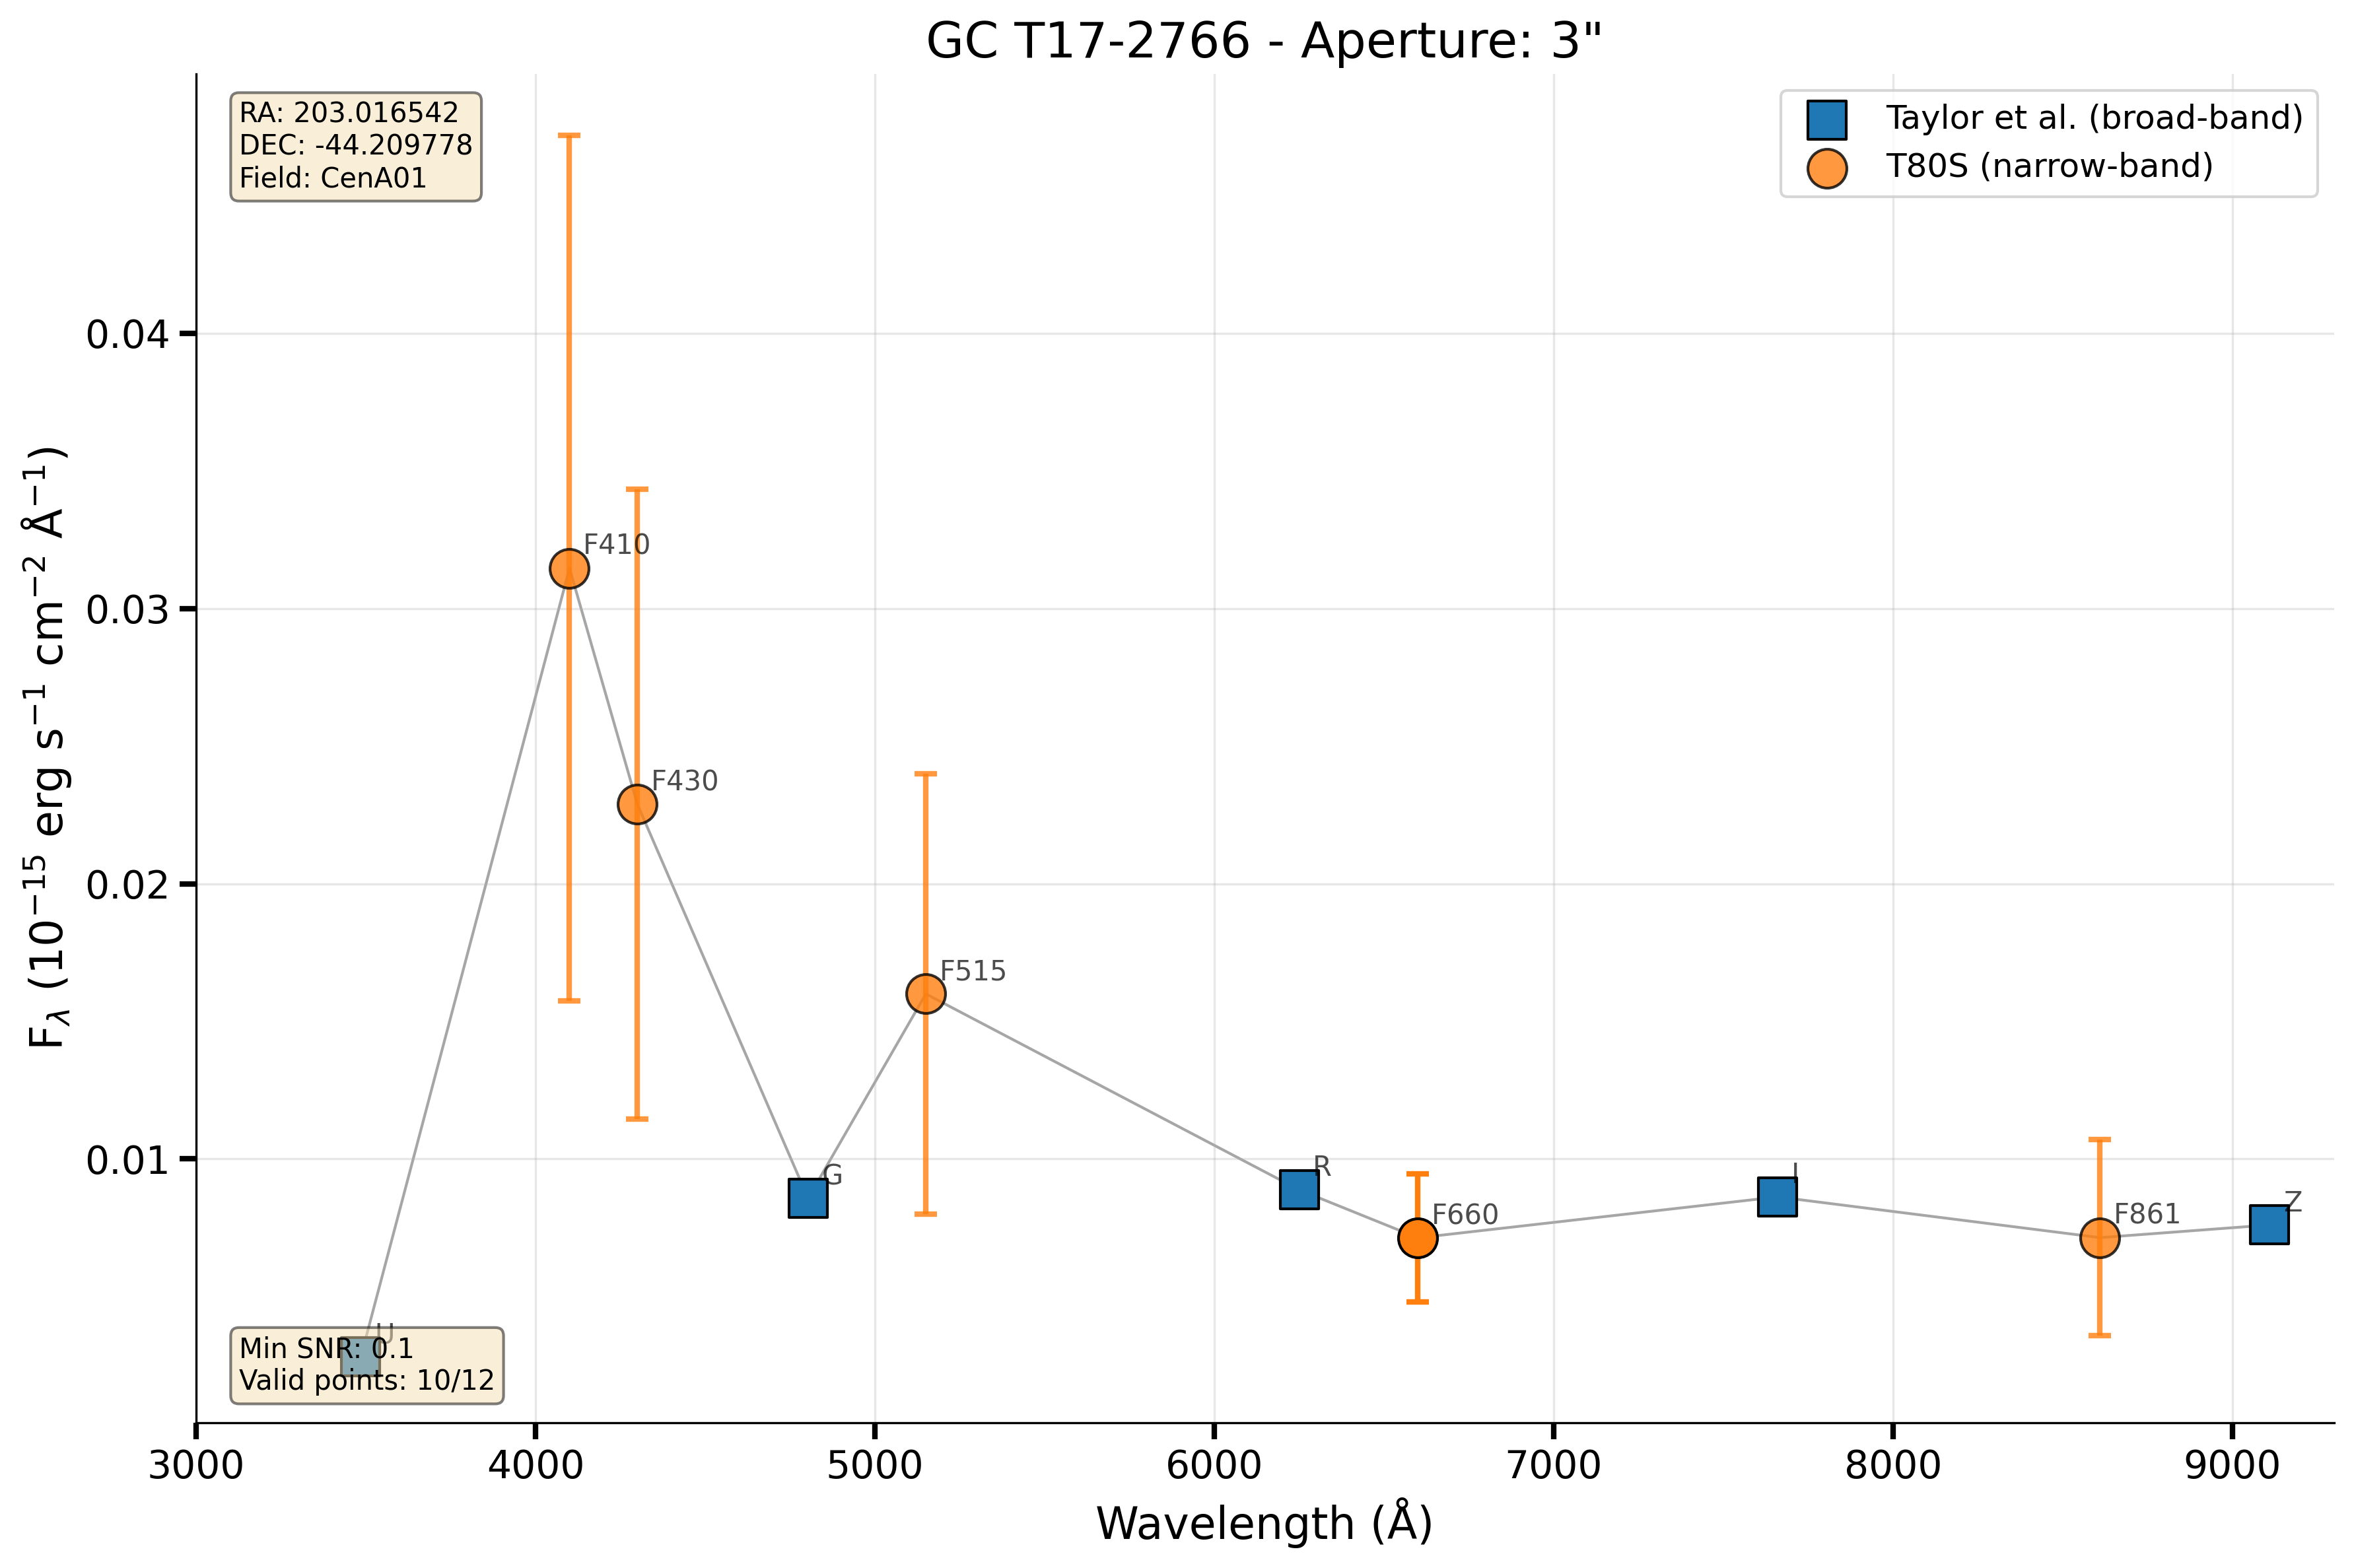 GC T17-2766 - Aperture: 3"
RA: 203.016542
DEC: -44.209778
Field: CenA01
Taylor et al. (broad-band)
T80S (narrow-band)
F_λ (10⁻¹⁵ erg s⁻¹ cm⁻² Å⁻¹)
0.04
0.03
0.02
0.01
F410
F430
F515
G
R
F660
I
F861
Z
U
Min SNR: 0.1
Valid points: 10/12
3000 4000 5000 6000 7000 8000 9000
Wavelength (Å)